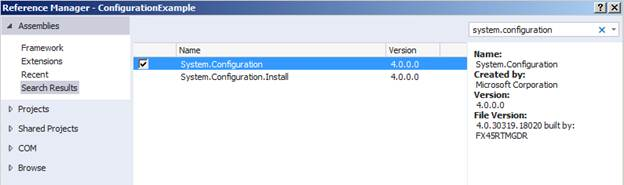 Reference Manager - ConfigurationExample
?
Assemblies
Framework
Extensions
Recent
Search Results
Projects
Shared Projects
COM
Browse
Name Version
System.Configuration 4.0.0.0
System.Configuration.Install 4.0.0.0
system.configuration
Name:
System.Configuration
Created by:
Microsoft Corporation
Version:
4.0.0.0
File Version:
4.0.30319.18020 built by:
FX45RTMGDR